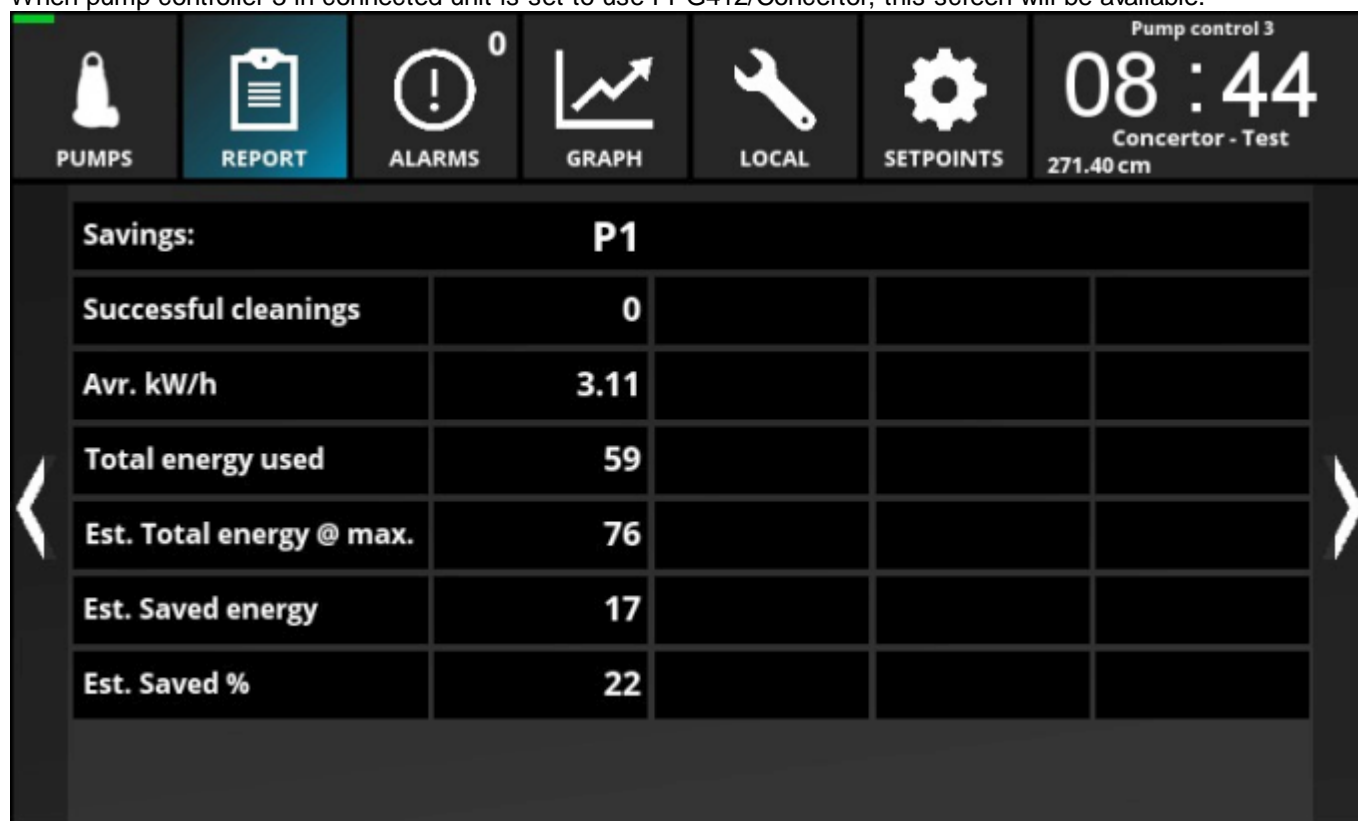 When pump controller 3 in connected unit is set to use FPG412/Concertor, this screen will be available.
Pump control 3
0
08 : 44
Concertor - Test
PUMPS REPORT ALARMS GRAPH LOCAL SETPOINTS 271.40 cm
Savings: P1
Successful cleanings 0
Avr. kW/h 3.11
Total energy used 59
Est. Total energy @ max. 76
Est. Saved energy 17
Est. Saved % 22